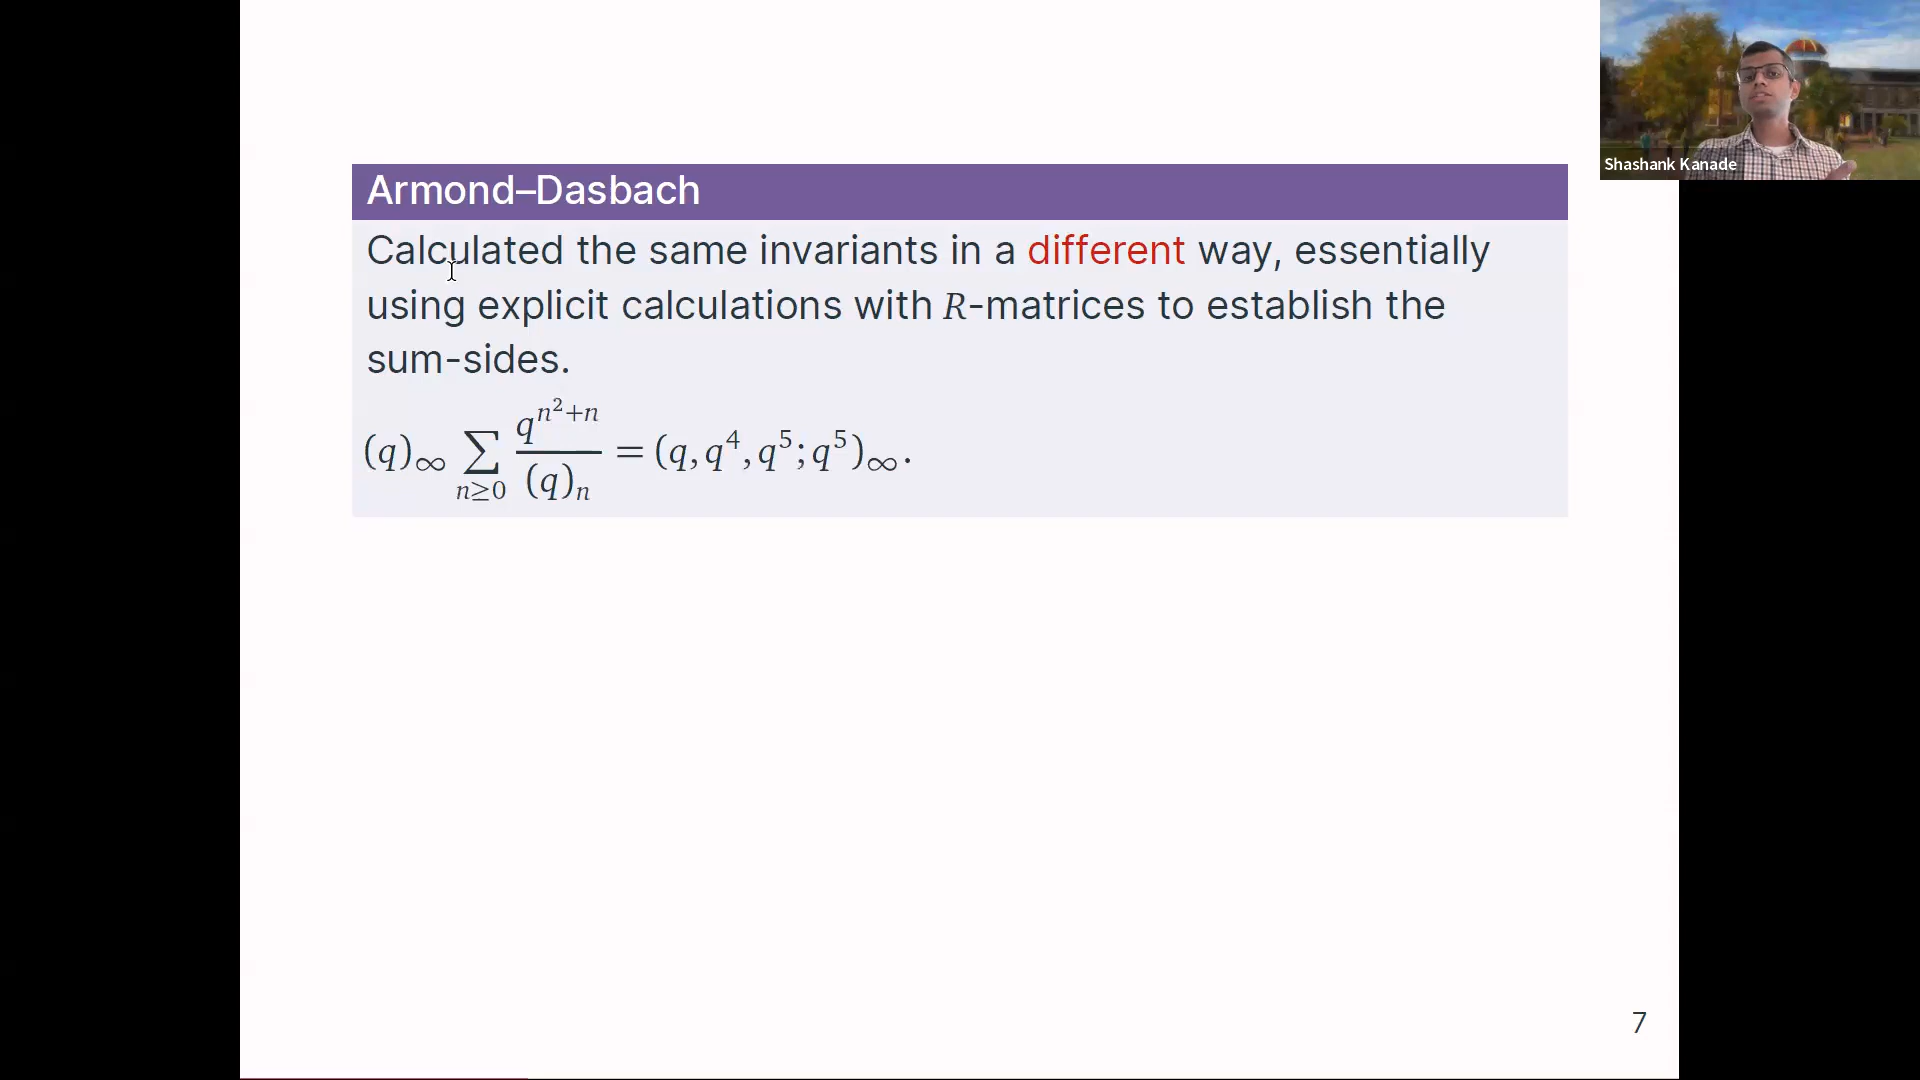 Armond–Dasbach
Calculated the same invariants in a different way, essentially
using explicit calculations with R-matrices to establish the
sum-sides.
(q)_∞ ∑_{n≥0} q^{n²+n} / (q)_n = (q, q⁴, q⁵; q⁵)_∞.
7
Shashank Kanade